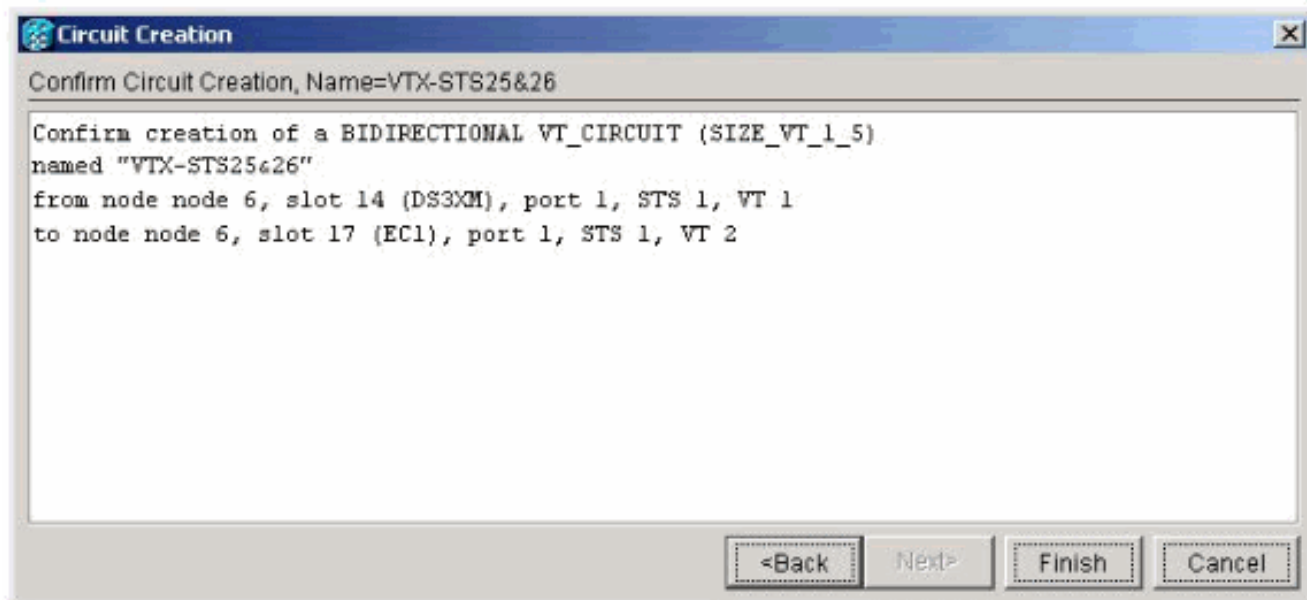 Circuit Creation
Confirm Circuit Creation, Name=VTX-STS25&26
Confirm creation of a BIDIRECTIONAL VT_CIRCUIT (SIZE_VT_1_5)
named "VTX-STS25&26"
from node node 6, slot 14 (DS3XM), port 1, STS 1, VT 1
to node node 6, slot 17 (EC1), port 1, STS 1, VT 2
<Back Next> Finish Cancel